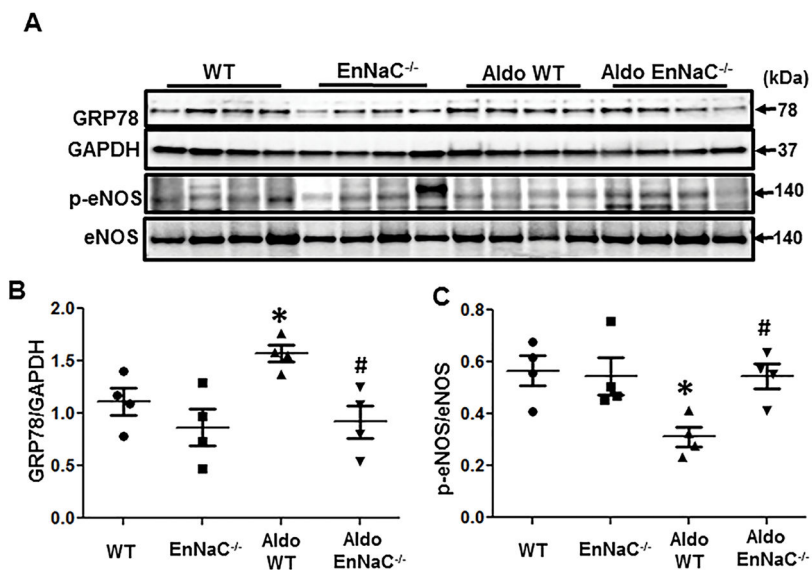 A
WT EnNaC-/- Aldo WT Aldo EnNaC-/- (kDa)
GRP78 78
GAPDH 37
p-eNOS 140
eNOS 140
B
GRP78/GAPDH
2.0
1.5
1.0
0.5
0.0
*
#
WT EnNaC-/- Aldo WT Aldo EnNaC-/-
C
p-eNOS/eNOS
0.8
0.6
0.4
0.2
0.0
*
#
WT EnNaC-/- Aldo WT Aldo EnNaC-/-